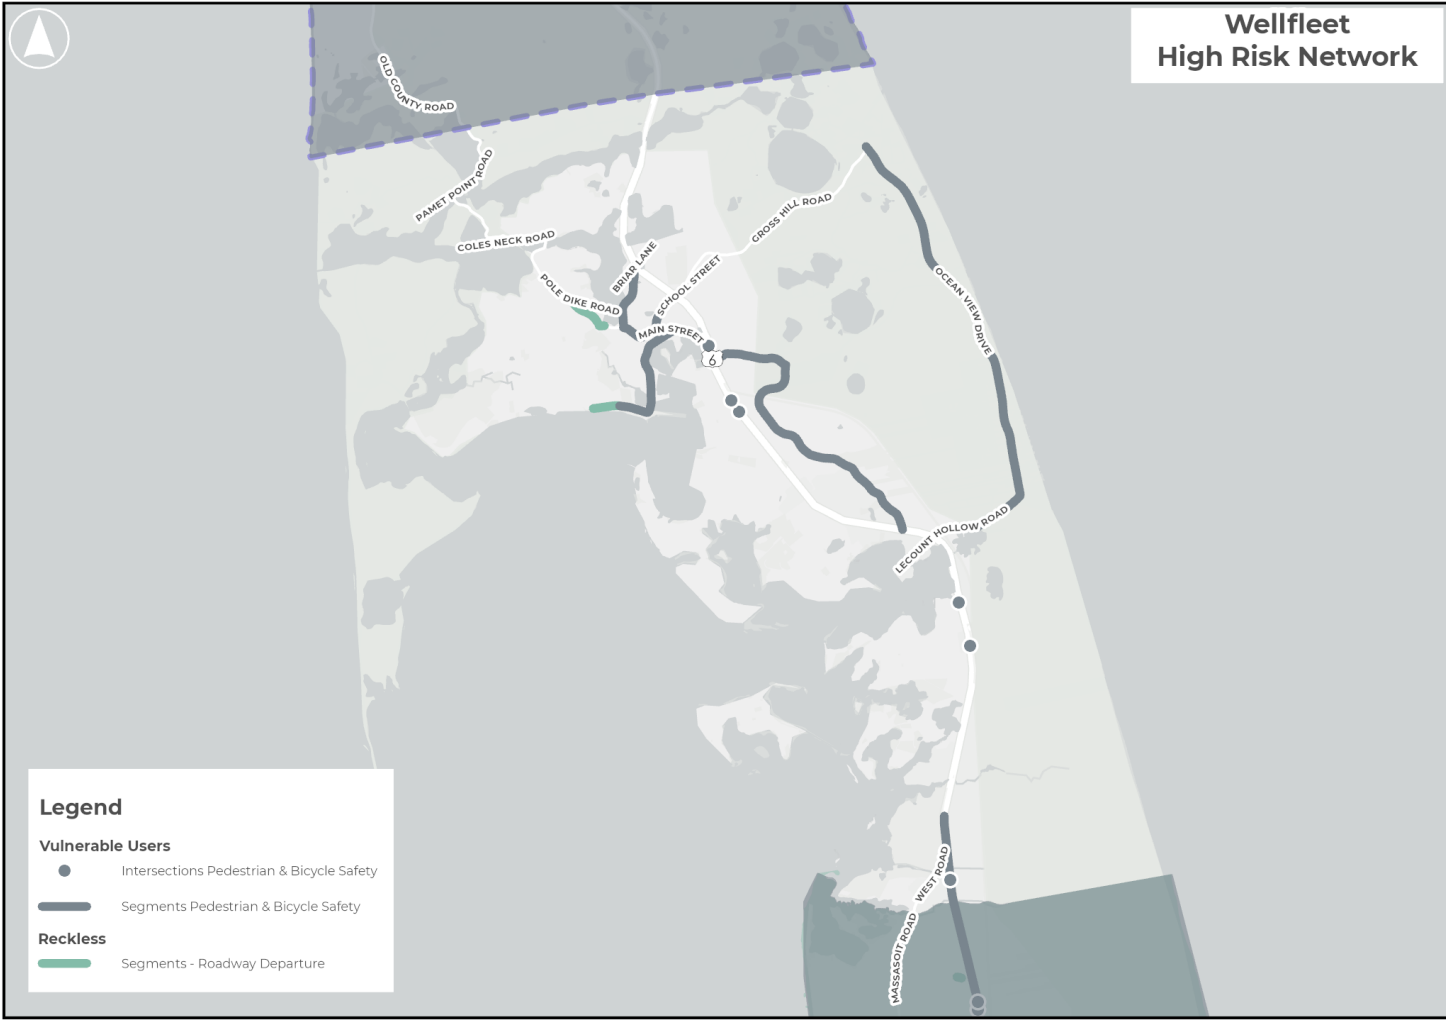 Wellfleet
High Risk Network
OLD COUNTY ROAD
PAMET POINT ROAD
COLES NECK ROAD
GROSS HILL ROAD
BRIAR LANE
SCHOOL STREET
POLE DIKE ROAD
MAIN STREET
6
OCEAN VIEW DRIVE
LECOUNT HOLLOW ROAD
WEST ROAD
MASSASOIT ROAD
Legend
Vulnerable Users
Intersections Pedestrian & Bicycle Safety
Segments Pedestrian & Bicycle Safety
Reckless
Segments - Roadway Departure